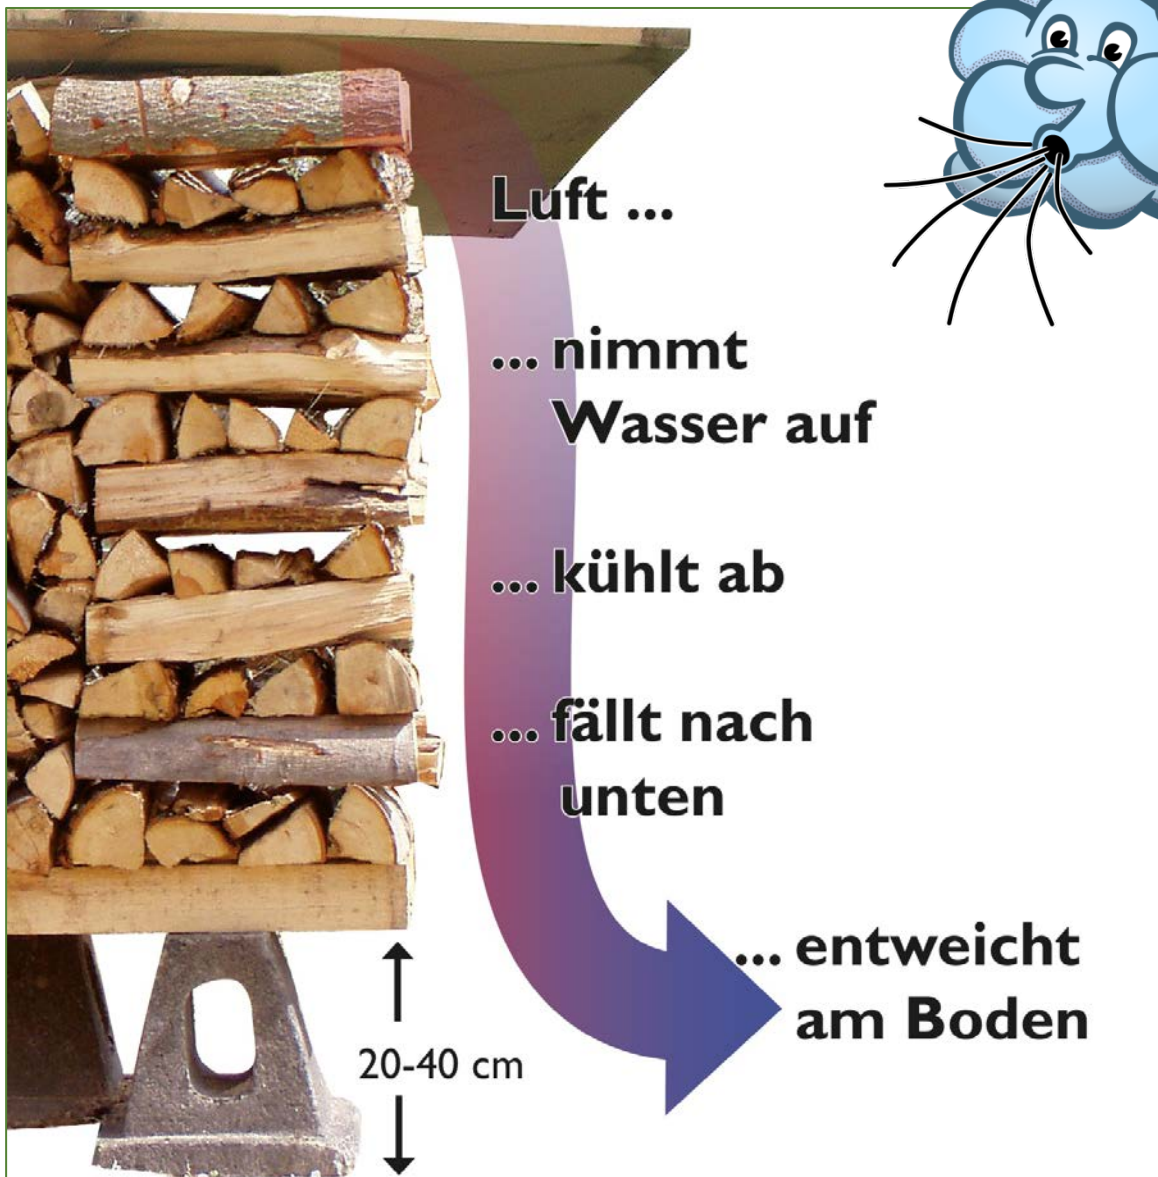 Luft ...
... nimmt
Wasser auf
... kühlt ab
... fällt nach
unten
... entweicht
am Boden
20-40 cm